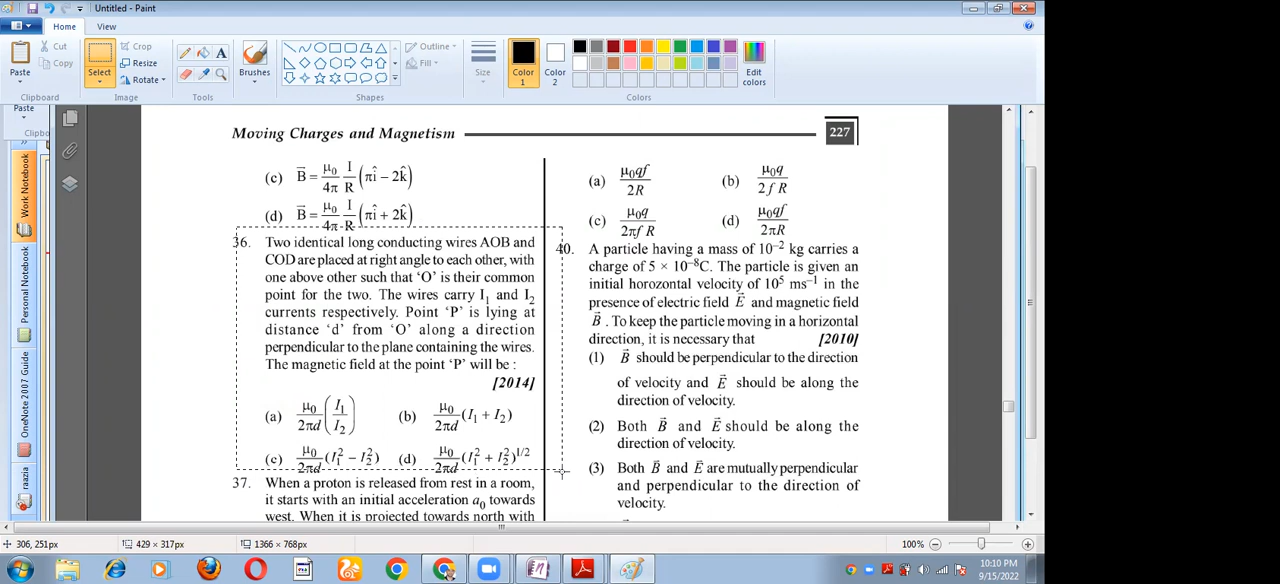 Untitled - Paint
Home
View
Paste
Cut
Copy
Clipboard
Select
Crop
Resize
Rotate
Image
A
Tools
Brushes
Outline
Fill
Shapes
Size
Color 1
Color 2
Edit colors
Colors
Paste
Clipbo
Work Notebook
Personal Notebook
OneNote 2007 Guide
raazia
Moving Charges and Magnetism
227
(c) B⃗ = μ₀/4π I/R (πî − 2k̂)
(d) B⃗ = μ₀/4π I/R (πî + 2k̂)
36. Two identical long conducting wires AOB and
COD are placed at right angle to each other, with
one above other such that ‘O’ is their common
point for the two. The wires carry I₁ and I₂
currents respectively. Point ‘P’ is lying at
distance ‘d’ from ‘O’ along a direction
perpendicular to the plane containing the wires.
The magnetic field at the point ‘P’ will be :
[2014]
(a) μ₀/2πd (I₁/I₂) (b) μ₀/2πd (I₁ + I₂)
(c) μ₀/2πd (I₁² − I₂²) (d) μ₀/2πd (I₁² + I₂²)^1/2
37. When a proton is released from rest in a room,
it starts with an initial acceleration a₀ towards
west. When it is projected towards north with
(a) μ₀qf/2R (b) μ₀q/2f R
(c) μ₀q/2πf R (d) μ₀qf/2πR
40. A particle having a mass of 10⁻² kg carries a
charge of 5 × 10⁻⁸C. The particle is given an
initial horozontal velocity of 10⁵ ms⁻¹ in the
presence of electric field E⃗ and magnetic field
B⃗ . To keep the particle moving in a horizontal
direction, it is necessary that [2010]
(1) B⃗ should be perpendicular to the direction
of velocity and E⃗ should be along the
direction of velocity.
(2) Both B⃗ and E⃗ should be along the
direction of velocity.
(3) Both B⃗ and E⃗ are mutually perpendicular
and perpendicular to the direction of
velocity.
306, 251px
429 × 317px
1366 × 768px
100%
10:10 PM
9/15/2022